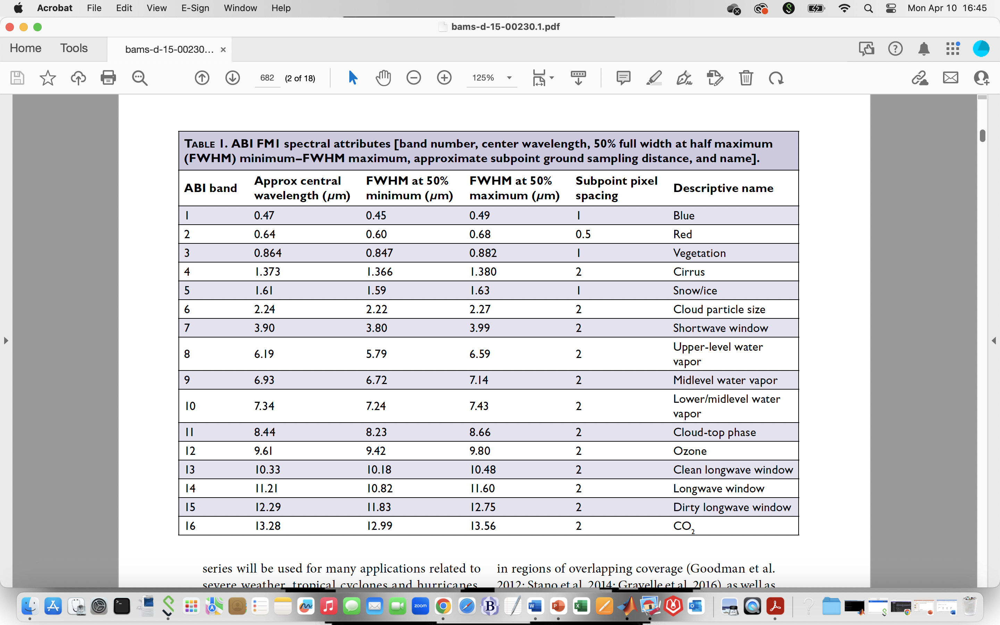 Acrobat File Edit View E-Sign Window Help Mon Apr 10 16:45
bams-d-15-00230.1.pdf
Home Tools bams-d-15-00230... ×
682 (2 of 18) 125%
TABLE 1. ABI FM1 spectral attributes [band number, center wavelength, 50% full width at half maximum
(FWHM) minimum–FWHM maximum, approximate subpoint ground sampling distance, and name].
ABI band Approx central wavelength (μm) FWHM at 50% minimum (μm) FWHM at 50% maximum (μm) Subpoint pixel spacing Descriptive name
1 0.47 0.45 0.49 1 Blue
2 0.64 0.60 0.68 0.5 Red
3 0.864 0.847 0.882 1 Vegetation
4 1.373 1.366 1.380 2 Cirrus
5 1.61 1.59 1.63 1 Snow/ice
6 2.24 2.22 2.27 2 Cloud particle size
7 3.90 3.80 3.99 2 Shortwave window
8 6.19 5.79 6.59 2 Upper-level water vapor
9 6.93 6.72 7.14 2 Midlevel water vapor
10 7.34 7.24 7.43 2 Lower/midlevel water vapor
11 8.44 8.23 8.66 2 Cloud-top phase
12 9.61 9.42 9.80 2 Ozone
13 10.33 10.18 10.48 2 Clean longwave window
14 11.21 10.82 11.60 2 Longwave window
15 12.29 11.83 12.75 2 Dirty longwave window
16 13.28 12.99 13.56 2 CO₂
series will be used for many applications related to
severe weather, tropical cyclones and hurricanes,
in regions of overlapping coverage (Goodman et al.
2012; Stano et al. 2014; Gravelle et al. 2016), as well as
zoom